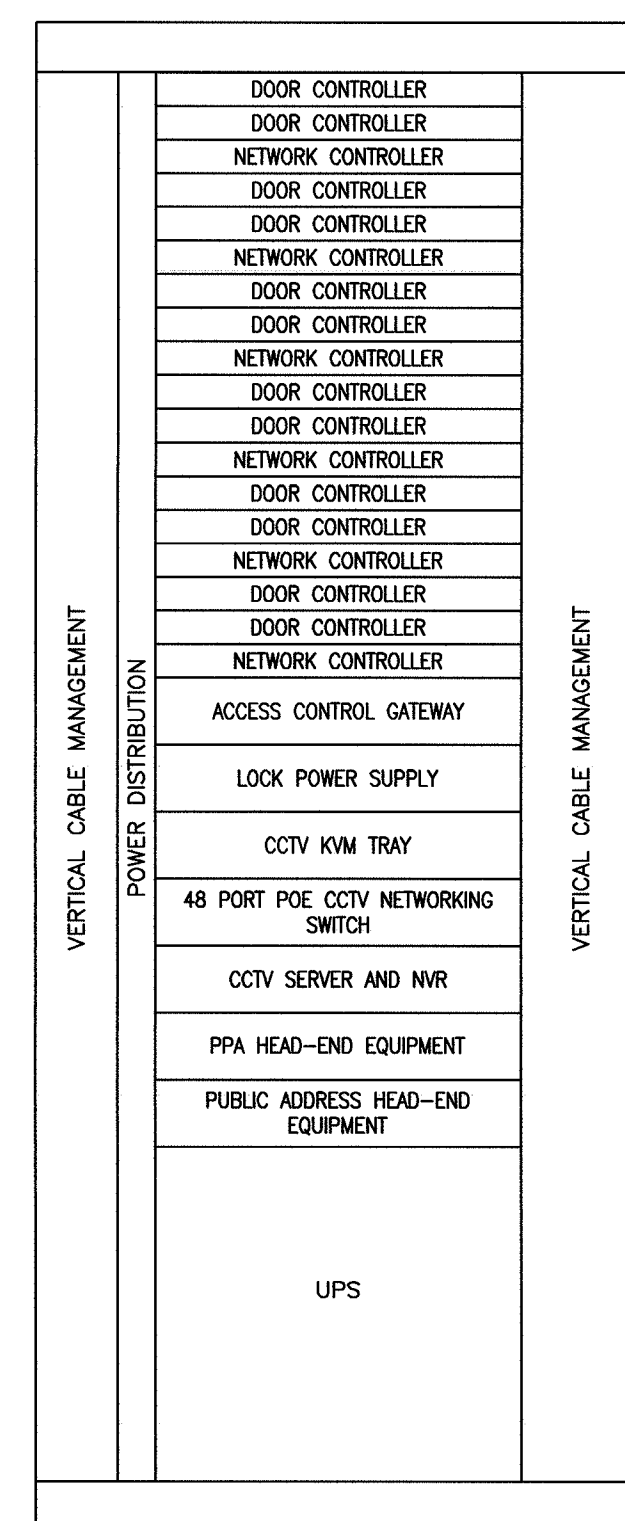 DOOR CONTROLLER
DOOR CONTROLLER
NETWORK CONTROLLER
DOOR CONTROLLER
DOOR CONTROLLER
NETWORK CONTROLLER
DOOR CONTROLLER
DOOR CONTROLLER
NETWORK CONTROLLER
DOOR CONTROLLER
DOOR CONTROLLER
NETWORK CONTROLLER
DOOR CONTROLLER
DOOR CONTROLLER
NETWORK CONTROLLER
DOOR CONTROLLER
DOOR CONTROLLER
NETWORK CONTROLLER
ACCESS CONTROL GATEWAY
LOCK POWER SUPPLY
CCTV KVM TRAY
48 PORT POE CCTV NETWORKING
SWITCH
CCTV SERVER AND NVR
PPA HEAD-END EQUIPMENT
PUBLIC ADDRESS HEAD-END
EQUIPMENT
UPS
VERTICAL CABLE MANAGEMENT
POWER DISTRIBUTION
VERTICAL CABLE MANAGEMENT